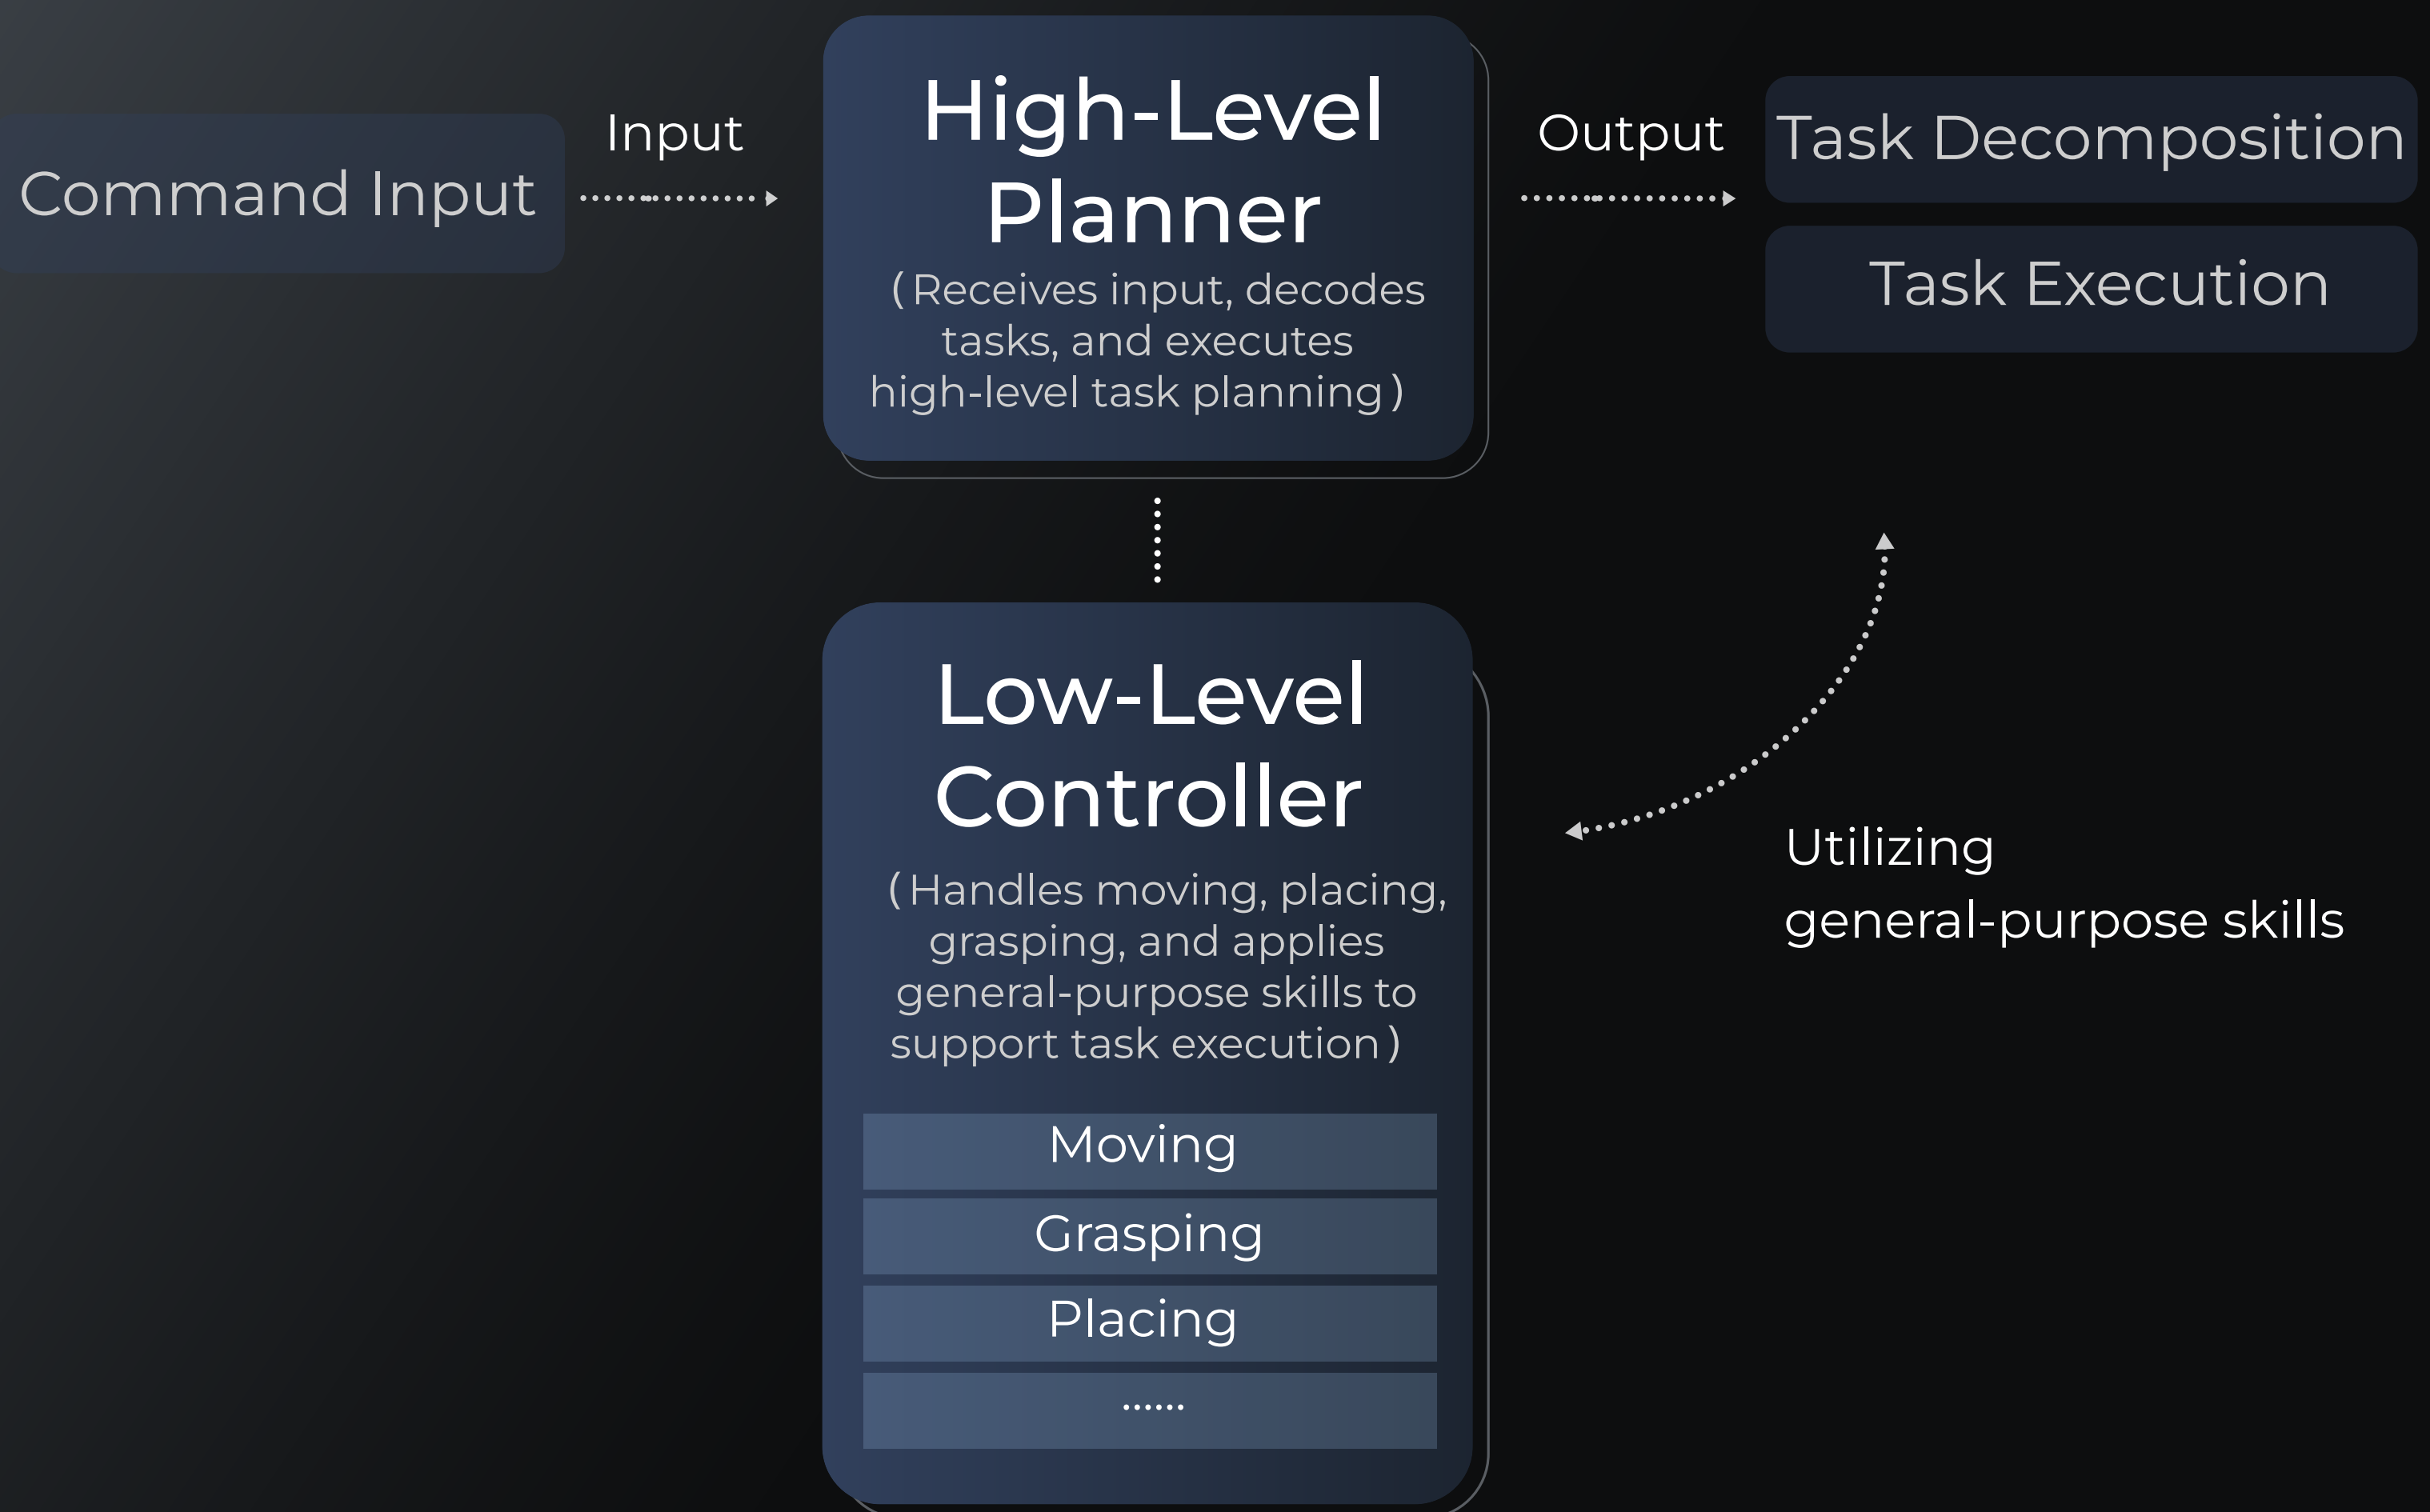 Command Input
Input
High-Level
Planner
(Receives input, decodes
tasks, and executes
high-level task planning)
Output
Task Decomposition
Task Execution
Low-Level
Controller
(Handles moving, placing,
grasping, and applies
general-purpose skills to
support task execution)
Moving
Grasping
Placing
......
Utilizing
general-purpose skills